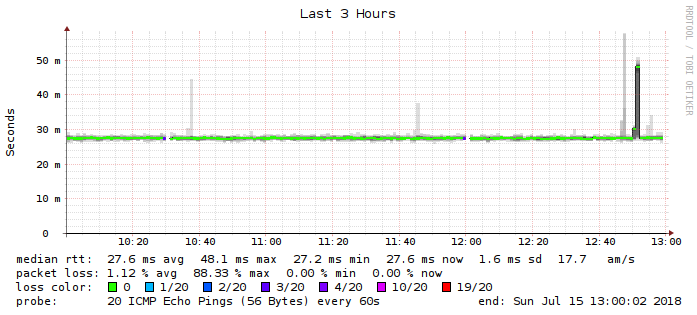 Last 3 Hours
RRDTOOL / TOBI OETIKER
Seconds
50 m
40 m
30 m
20 m
10 m
0
10:20 10:40 11:00 11:20 11:40 12:00 12:20 12:40 13:00
median rtt: 27.6 ms avg 48.1 ms max 27.2 ms min 27.6 ms now 1.6 ms sd 17.7 am/s
packet loss: 1.12 % avg 88.33 % max 0.00 % min 0.00 % now
loss color: 0 1/20 2/20 3/20 4/20 10/20 19/20
probe: 20 ICMP Echo Pings (56 Bytes) every 60s end: Sun Jul 15 13:00:02 2018